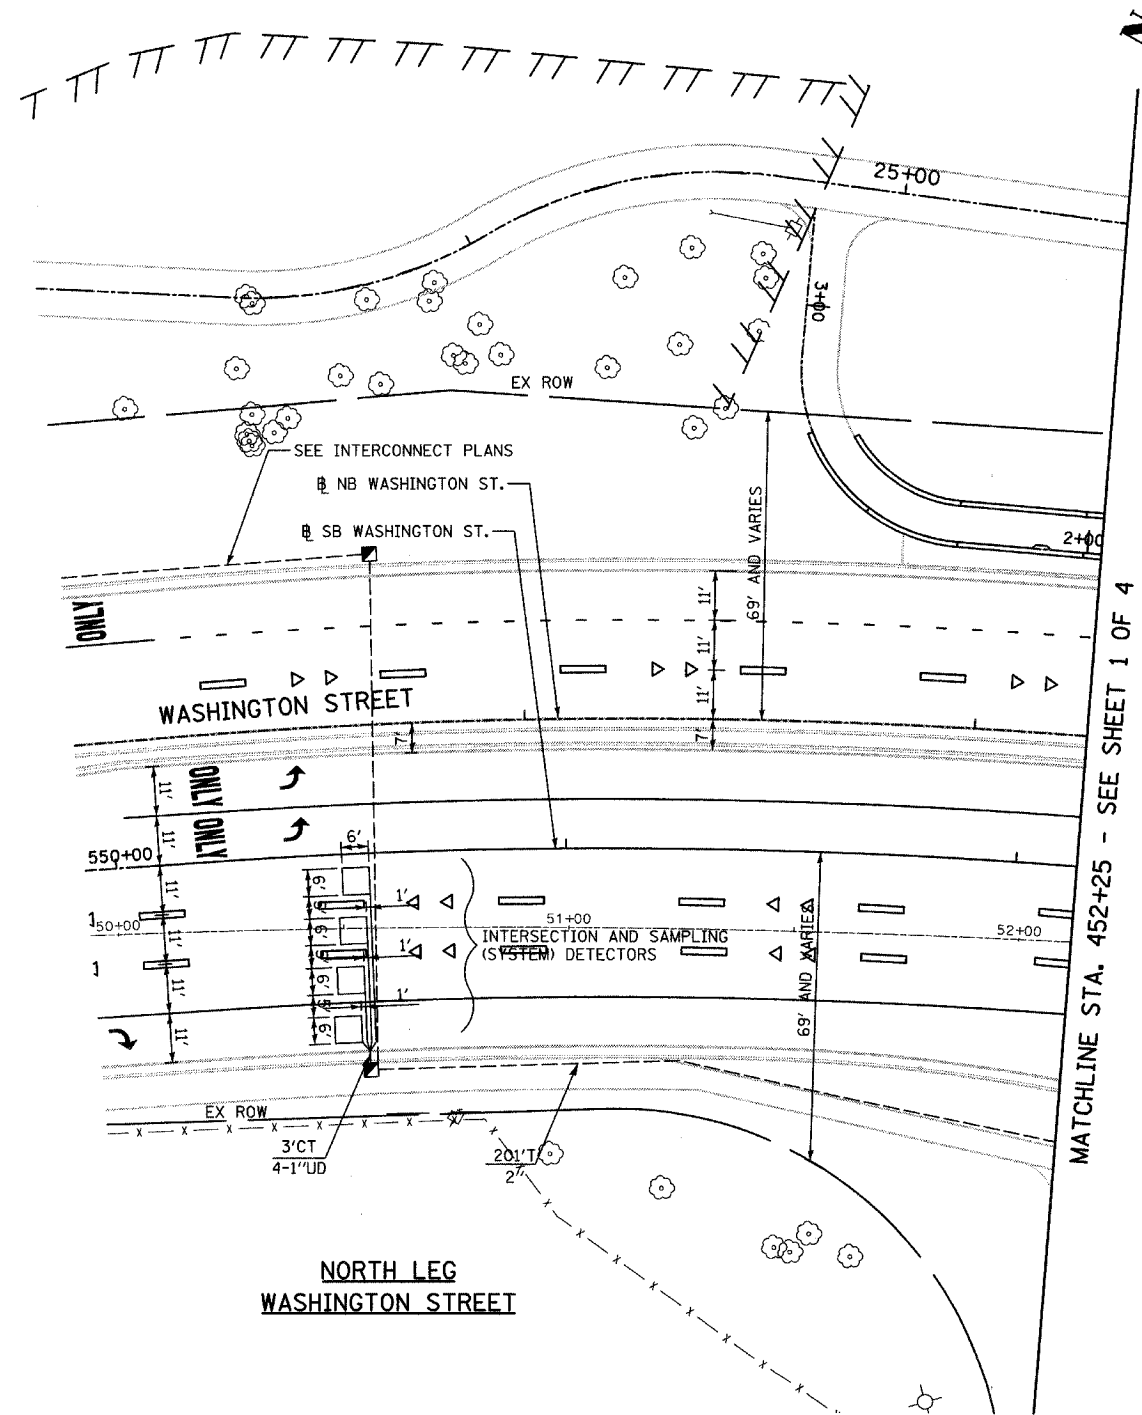 N
25+00
3+00
EX ROW
SEE INTERCONNECT PLANS
℄ NB WASHINGTON ST.
℄ SB WASHINGTON ST.
69' AND VARIES
2+00
ONLY
11'
11'
11'
WASHINGTON STREET
7'
7'
ONLY ONLY
11'
11'
550+00
6'
11'
11'
11'
6'
5'
6'
5'
6'
5'
6'
1'
1'
1'
50+00
51+00
52+00
INTERSECTION AND SAMPLING
(SYSTEM) DETECTORS
69' AND VARIES
EX ROW
3'CT
4-1"UD
201'T
2"
NORTH LEG
WASHINGTON STREET
MATCHLINE STA. 452+25 - SEE SHEET 1 OF 4